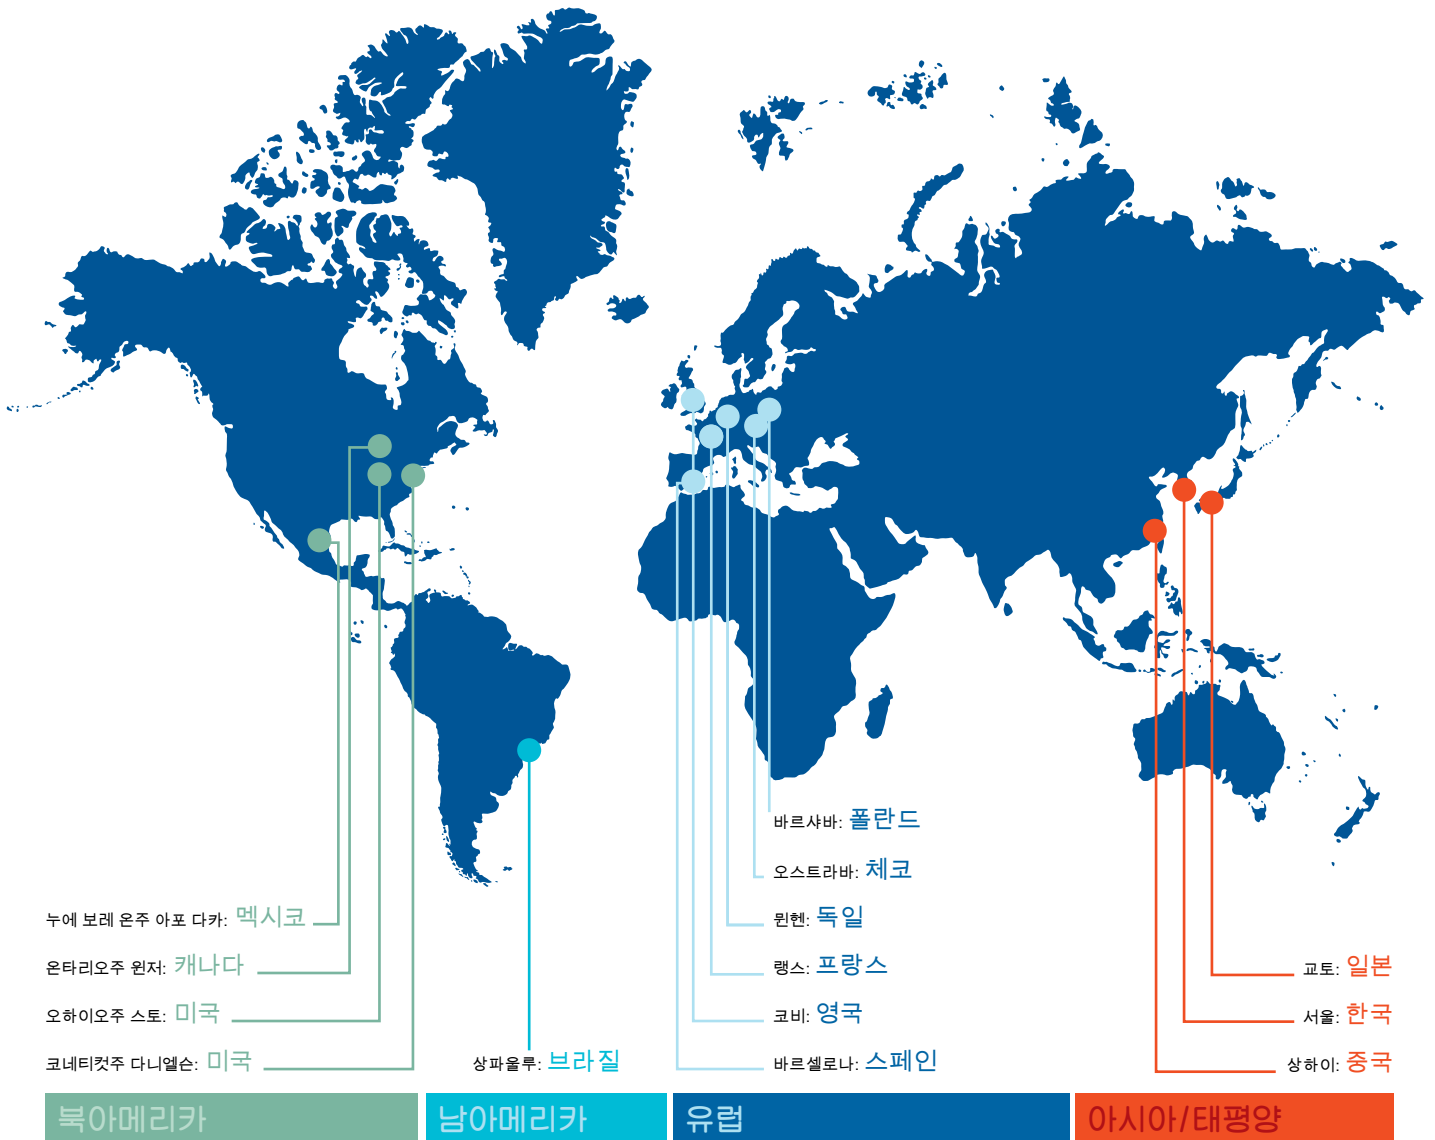 바르샤바: 폴란드
오스트라바: 체코
누에 보레 온주 아포 다카: 멕시코
뮌헨: 독일
온타리오주 윈저: 캐나다
랭스: 프랑스
교토: 일본
오하이오주 스토: 미국
코비: 영국
서울: 한국
코네티컷주 다니엘슨: 미국
상파울루: 브라질
바르셀로나: 스페인
상하이: 중국
북아메리카
남아메리카
유럽
아시아/태평양